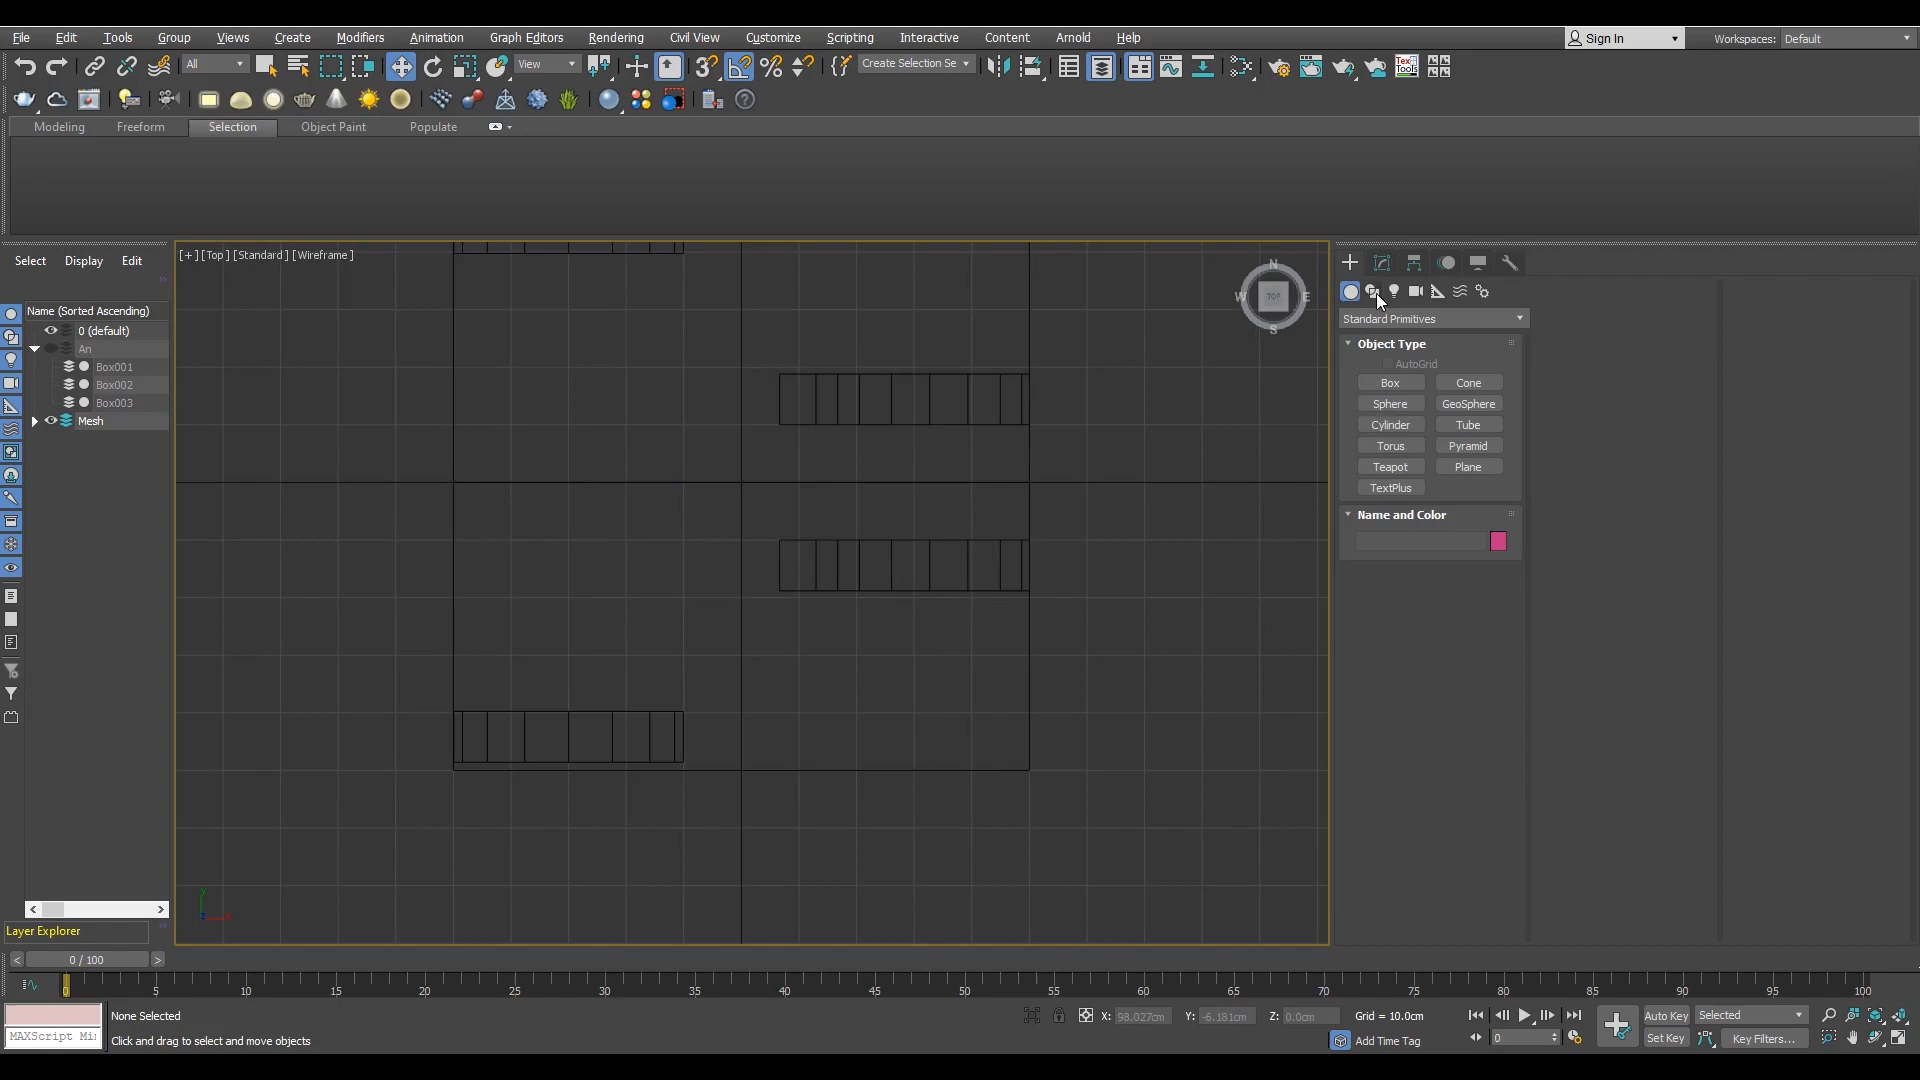 File Edit Tools Group Views Create Modifiers Animation Graph Editors Rendering Civil View Customize Scripting Interactive Content Arnold Help Sign In Workspaces: Default
All View Create Selection Se
Modeling Freeform Selection Object Paint Populate
Select Display Edit
[+] [Top] [Standard] [Wireframe]
N
W TOP E
S
Name (Sorted Ascending)
0 (default)
An
Box001
Box002
Box003
Mesh
Standard Primitives
Object Type
AutoGrid
Box Cone
Sphere GeoSphere
Cylinder Tube
Torus Pyramid
Teapot Plane
TextPlus
Name and Color
y
z x
Layer Explorer
< 0 / 100 >
0 5 10 15 20 25 30 35 40 45 50 55 60 65 70 75 80 85 90 95 100
None Selected X: 98.027cm Y: -6.181cm Z: 0.0cm Grid = 10.0cm Auto Key Selected
MAXScript Mi Click and drag to select and move objects Add Time Tag 0 Set Key Key Filters...